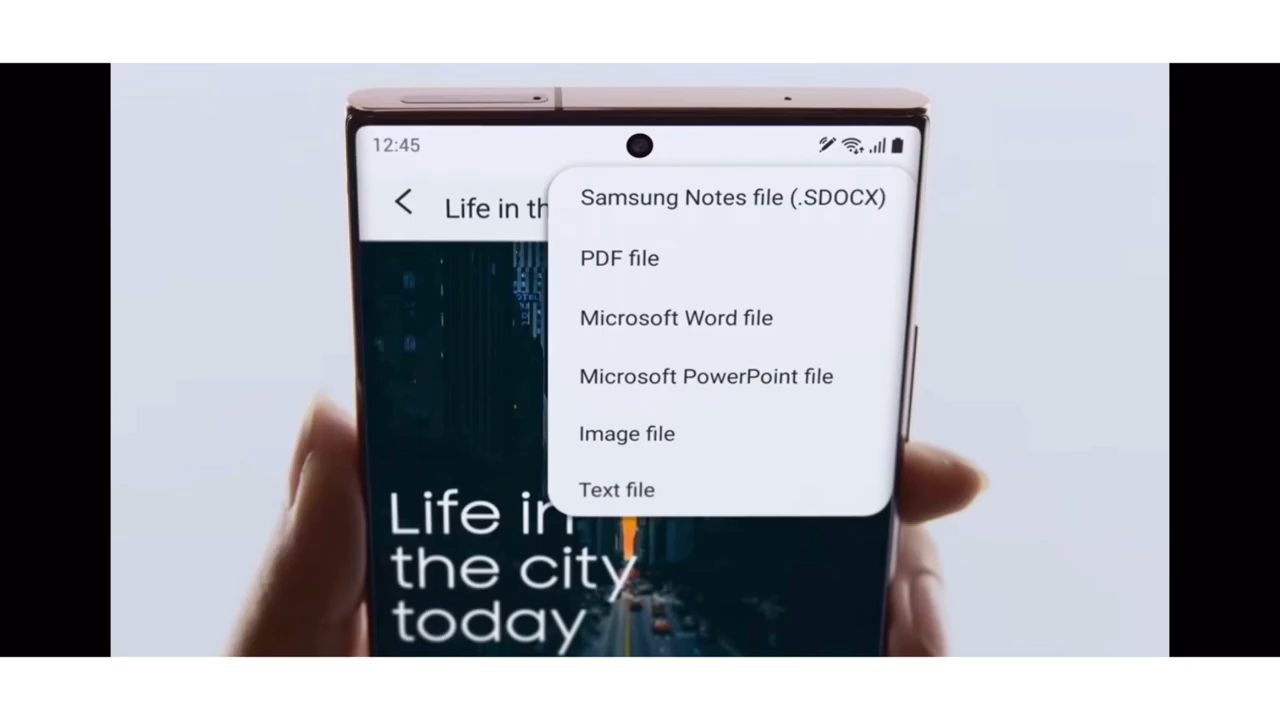 12:45
Life in th
Samsung Notes file (.SDOCX)
PDF file
Microsoft Word file
Microsoft PowerPoint file
Image file
Text file
Life in
the city
today